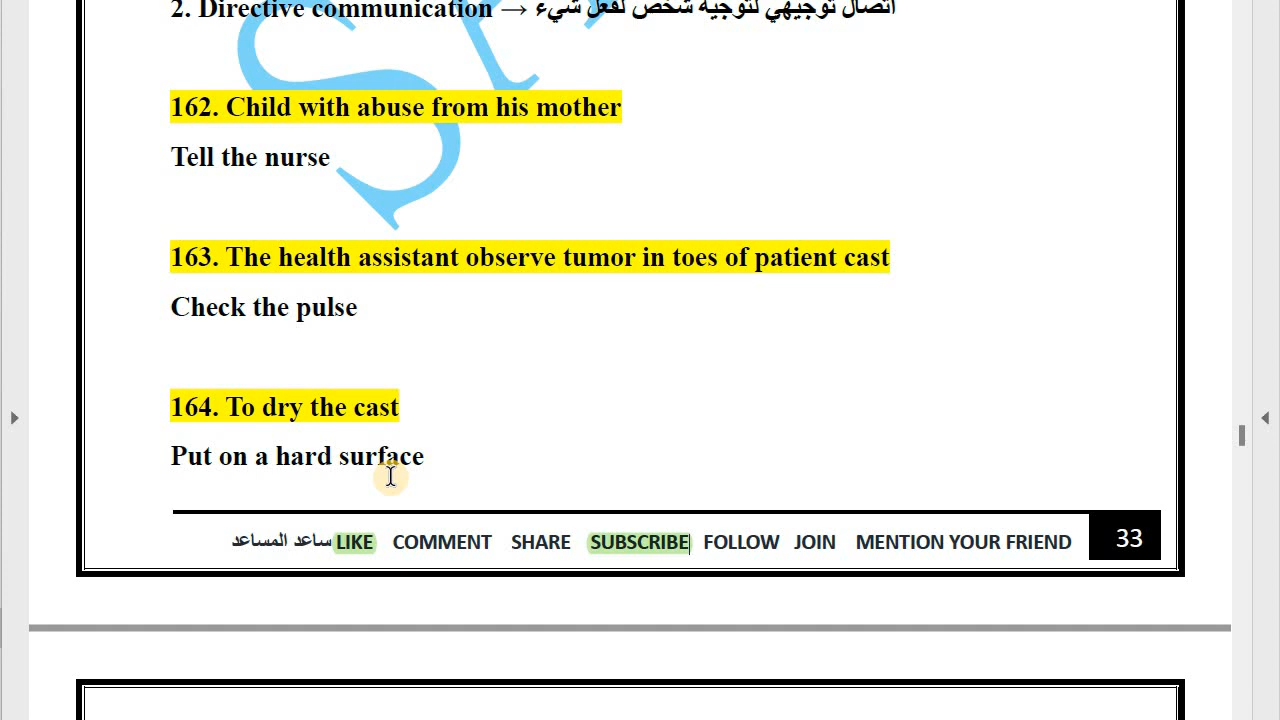 2. Directive communication → اتصال توجيهي لتوجيه شخص لفعل شيء
162. Child with abuse from his mother
Tell the nurse
163. The health assistant observe tumor in toes of patient cast
Check the pulse
164. To dry the cast
Put on a hard surface
ساعد المساعد LIKE COMMENT SHARE SUBSCRIBE FOLLOW JOIN MENTION YOUR FRIEND 33